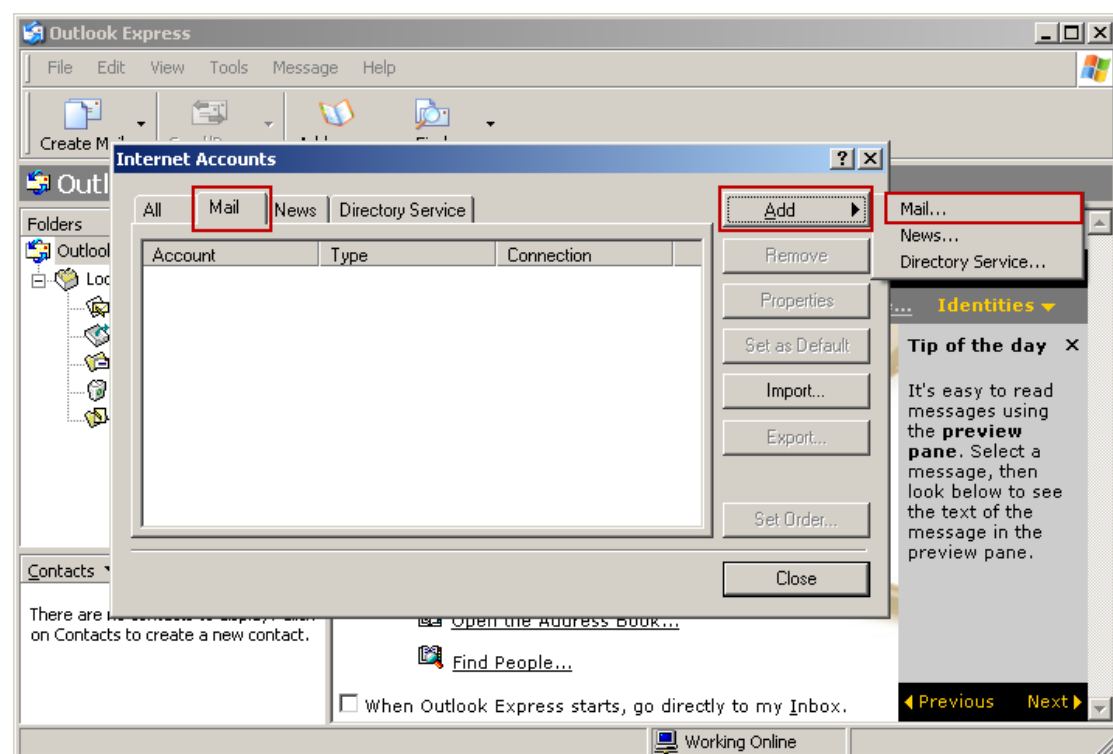 Outlook Express
File Edit View Tools Message Help
Create M
Internet Accounts
Outl
All Mail News Directory Service
Add
Mail...
News...
Directory Service...
Folders
Outlool
Loc
Account Type Connection
Remove
Properties
Set as Default
Import...
Export...
Set Order...
Close
... Identities
Tip of the day ×
It's easy to read
messages using
the preview
pane. Select a
message, then
look below to see
the text of the
message in the
preview pane.
Previous Next
Contacts
There are
on Contacts to create a new contact.
Open the Address Book...
Find People...
When Outlook Express starts, go directly to my Inbox.
Working Online